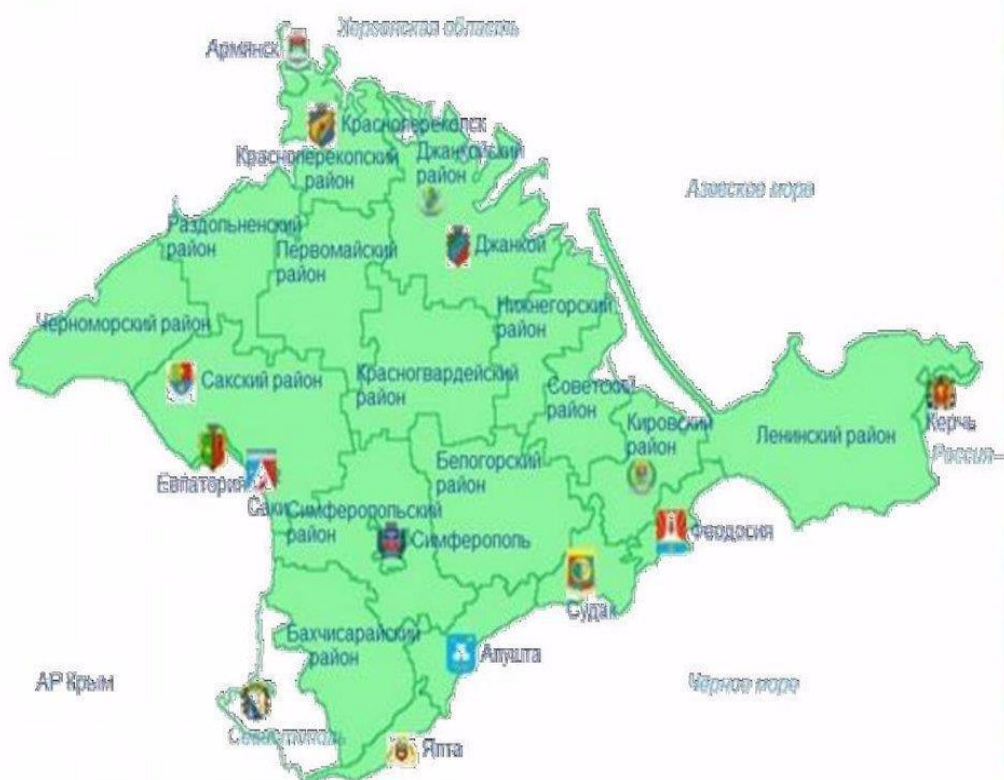 Херсонская область
Армянск
Красноперекопск
Красноперекопский
район
Джанкойский
район
Азовское море
Раздольненский
район
Первомайский
район
Джанкой
Нижнегорский
район
Черноморский район
Сакский район
Красногвардейский
район
Советский
район
Кировский
район
Керчь
Ленинский район
Россия
Белогорский
район
Евпатория
Саки
Симферопольский
район
Симферополь
Феодосия
Судак
Бахчисарайский
район
Алушта
АР Крым
Чёрное море
Севастополь
Ялта